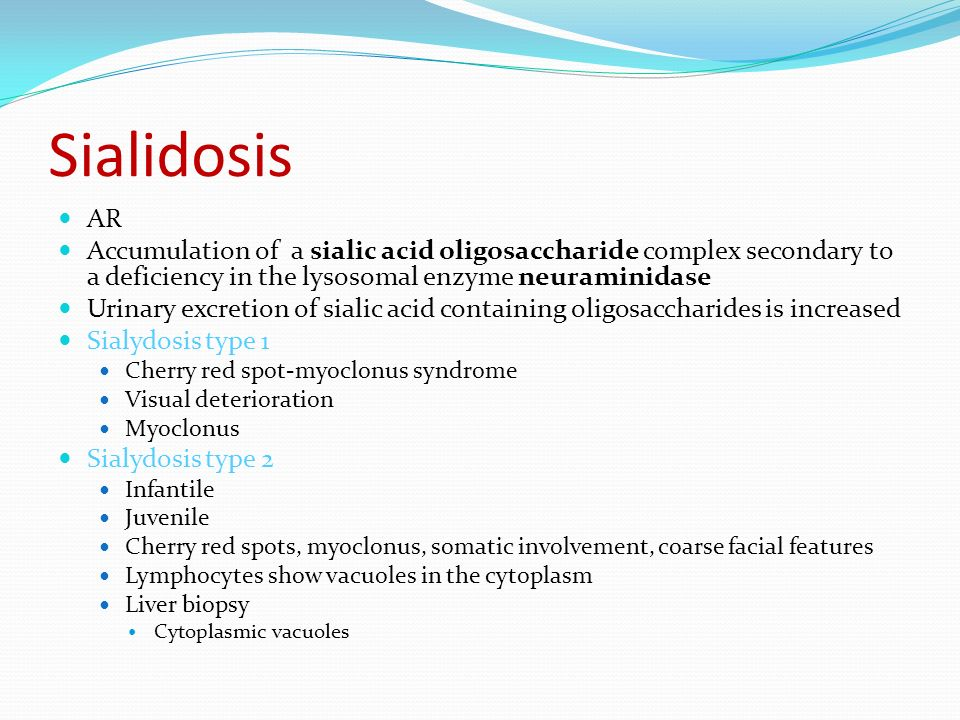 Sialidosis
AR
Accumulation of a sialic acid oligosaccharide complex secondary to
a deficiency in the lysosomal enzyme neuraminidase
Urinary excretion of sialic acid containing oligosaccharides is increased
Sialydosis type 1
Cherry red spot-myoclonus syndrome
Visual deterioration
Myoclonus
Sialydosis type 2
Infantile
Juvenile
Cherry red spots, myoclonus, somatic involvement, coarse facial features
Lymphocytes show vacuoles in the cytoplasm
Liver biopsy
Cytoplasmic vacuoles